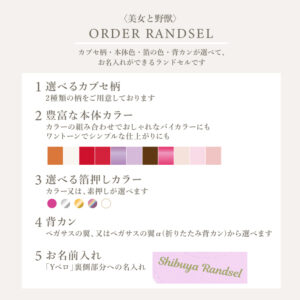 〈美女と野獣〉
ORDER RANDSEL
カブセ柄・本体色・箔の色・背カンが選べて、
お名入れができるランドセルです
1 選べるカブセ柄
2種類の柄をご用意しております
2 豊富な本体カラー
カラーの組み合わせでおしゃれなバイカラーにも
ワントーンでシンプルな仕上がりにも
3 選べる箔押しカラー
カラー又は、素押しが選べます
4 背カン
ペガサスの翼、又はペガサスの翼α(折りたたみ背カン)から選べます
5 お名前入れ
「Yベロ」裏側部分への名入れ
Shibuya Randsel